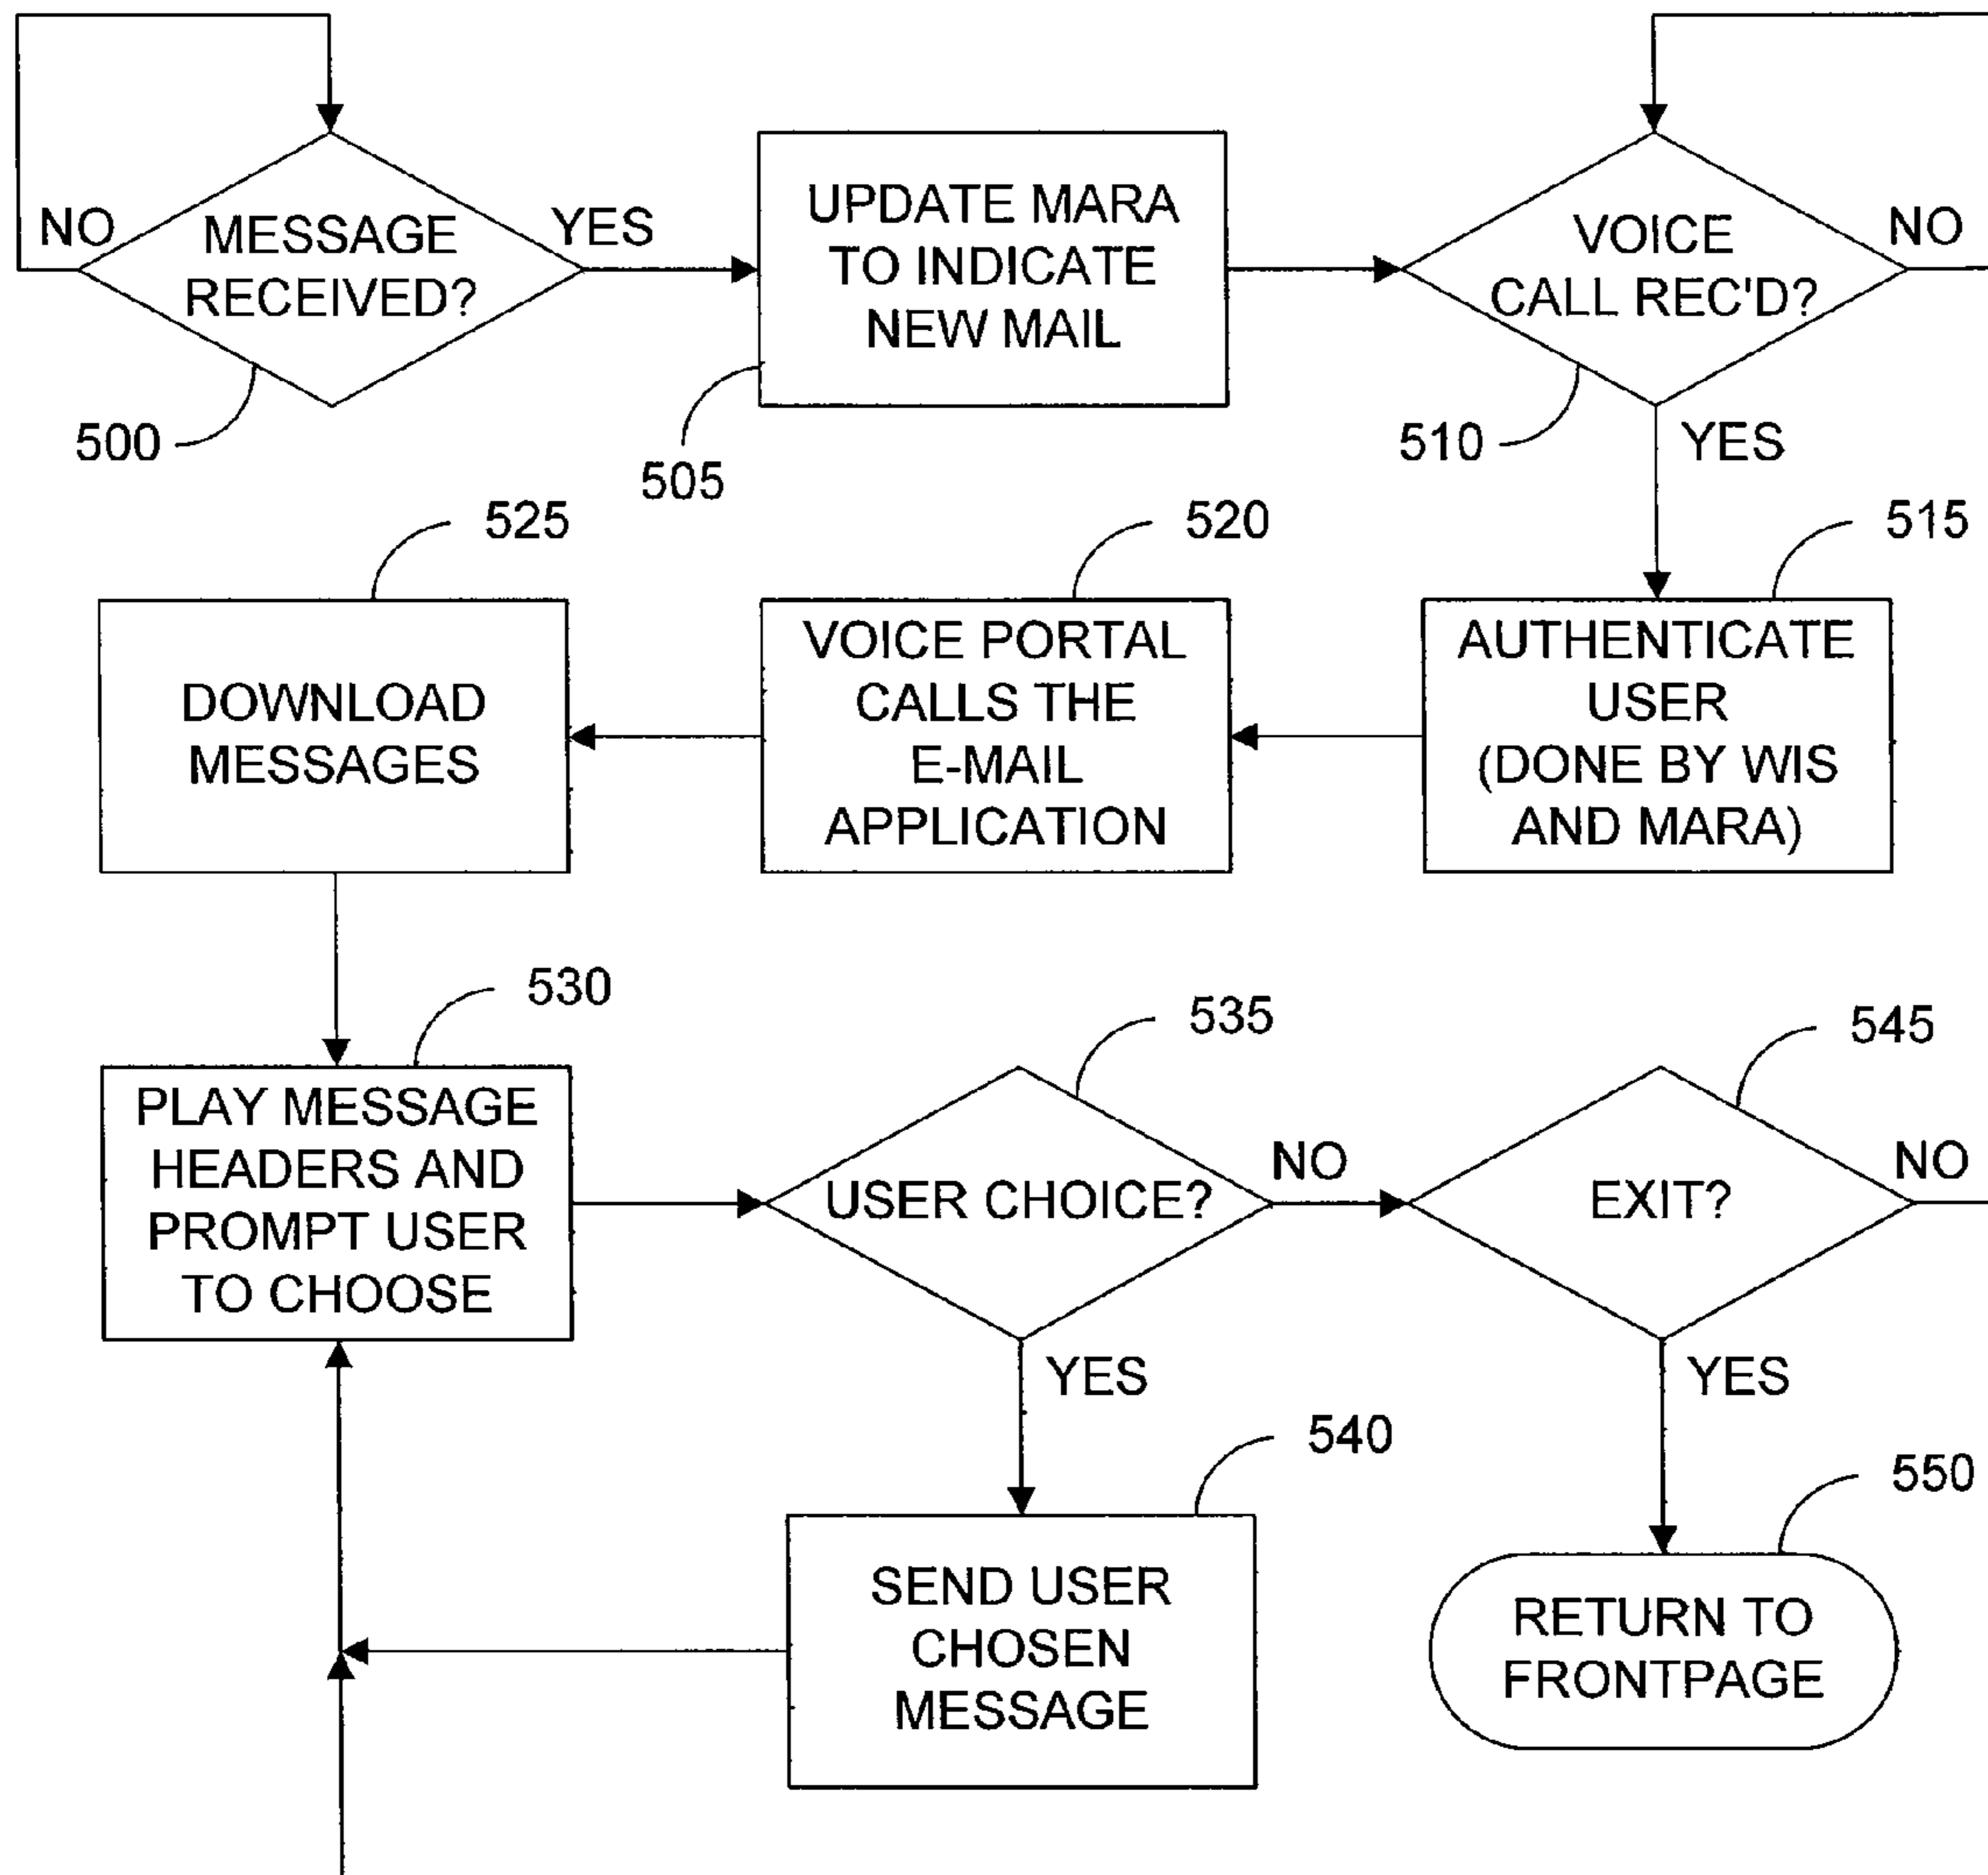 NO
MESSAGE
RECEIVED?
YES
500
UPDATE MARA
TO INDICATE
NEW MAIL
505
VOICE
CALL REC'D?
NO
510
YES
515
AUTHENTICATE
USER
(DONE BY WIS
AND MARA)
520
VOICE PORTAL
CALLS THE
E-MAIL
APPLICATION
525
DOWNLOAD
MESSAGES
530
PLAY MESSAGE
HEADERS AND
PROMPT USER
TO CHOOSE
535
USER CHOICE?
NO
YES
545
EXIT?
NO
YES
540
SEND USER
CHOSEN
MESSAGE
550
RETURN TO
FRONTPAGE